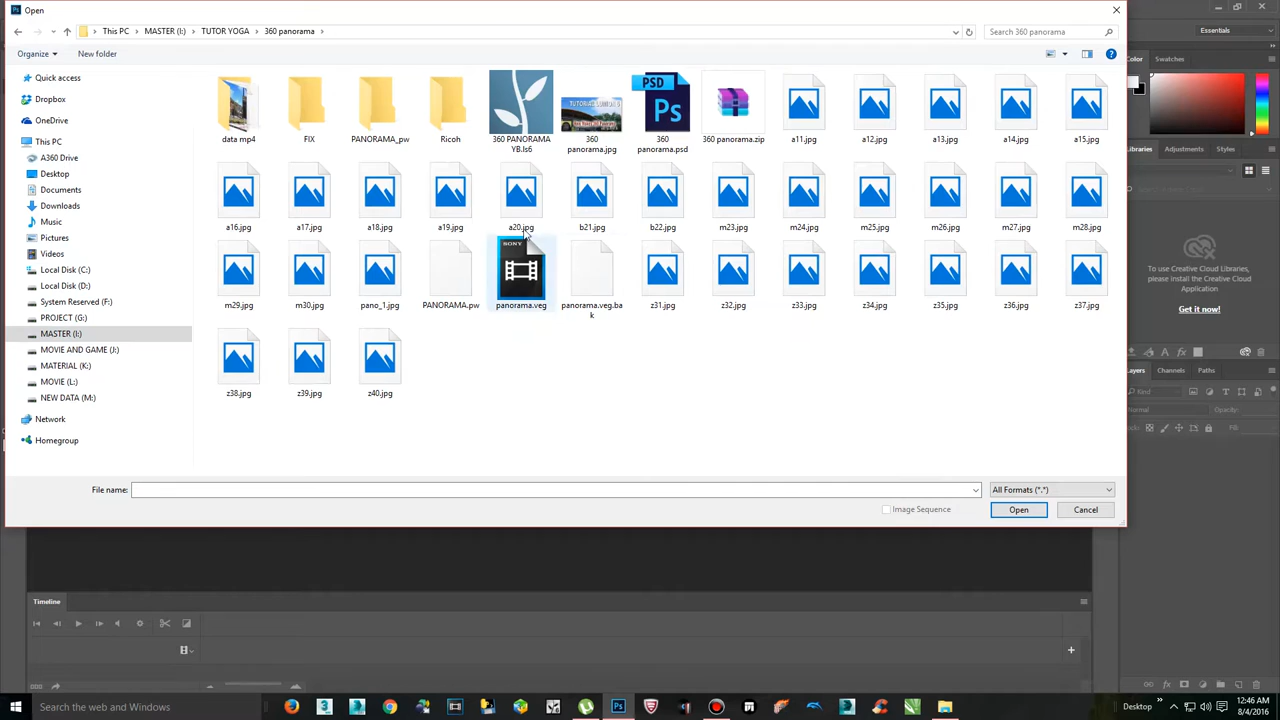 Open
This PC > MASTER (I:) > TUTOR YOGA > 360 panorama >
Search 360 panorama
Essentials
Organize
New folder
Color
Swatches
Libraries
Adjustments
Styles
Quick access
Dropbox
OneDrive
This PC
A360 Drive
Desktop
Documents
Downloads
Music
Pictures
Videos
Local Disk (C:)
Local Disk (D:)
System Reserved (F:)
PROJECT (G:)
MASTER (I:)
MOVIE AND GAME (J:)
MATERIAL (K:)
MOVIE (L:)
NEW DATA (M:)
Network
Homegroup
data mp4
FIX
PANORAMA_pw
Ricoh
360 PANORAMA
YB.ls6
360
panorama.jpg
PSD
Ps
360
panorama.psd
360 panorama.zip
a11.jpg
a12.jpg
a13.jpg
a14.jpg
a15.jpg
a16.jpg
a17.jpg
a18.jpg
a19.jpg
a20.jpg
b21.jpg
b22.jpg
m23.jpg
m24.jpg
m25.jpg
m26.jpg
m27.jpg
m28.jpg
m29.jpg
m30.jpg
pano_1.jpg
PANORAMA.pw
SONY
panorama.veg
panorama.veg.ba
k
z31.jpg
z32.jpg
z33.jpg
z34.jpg
z35.jpg
z36.jpg
z37.jpg
z38.jpg
z39.jpg
z40.jpg
To use Creative Cloud Libraries,
please install the Creative Cloud
Application
Get it now!
Layers
Channels
Paths
Kind
Normal
Opacity:
Lock:
Fill:
File name:
All Formats (*.*)
Image Sequence
Open
Cancel
Timeline
Search the web and Windows
Desktop
12:46 AM
8/4/2016